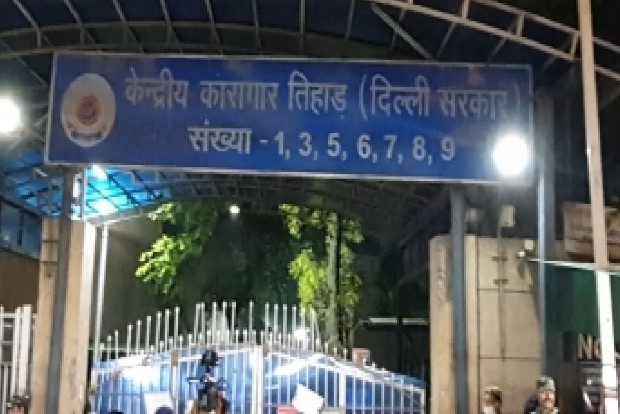 केन्द्रीय कारागार तिहाड़ (दिल्ली सरकार)
संख्या - 1, 3, 5, 6, 7, 8, 9